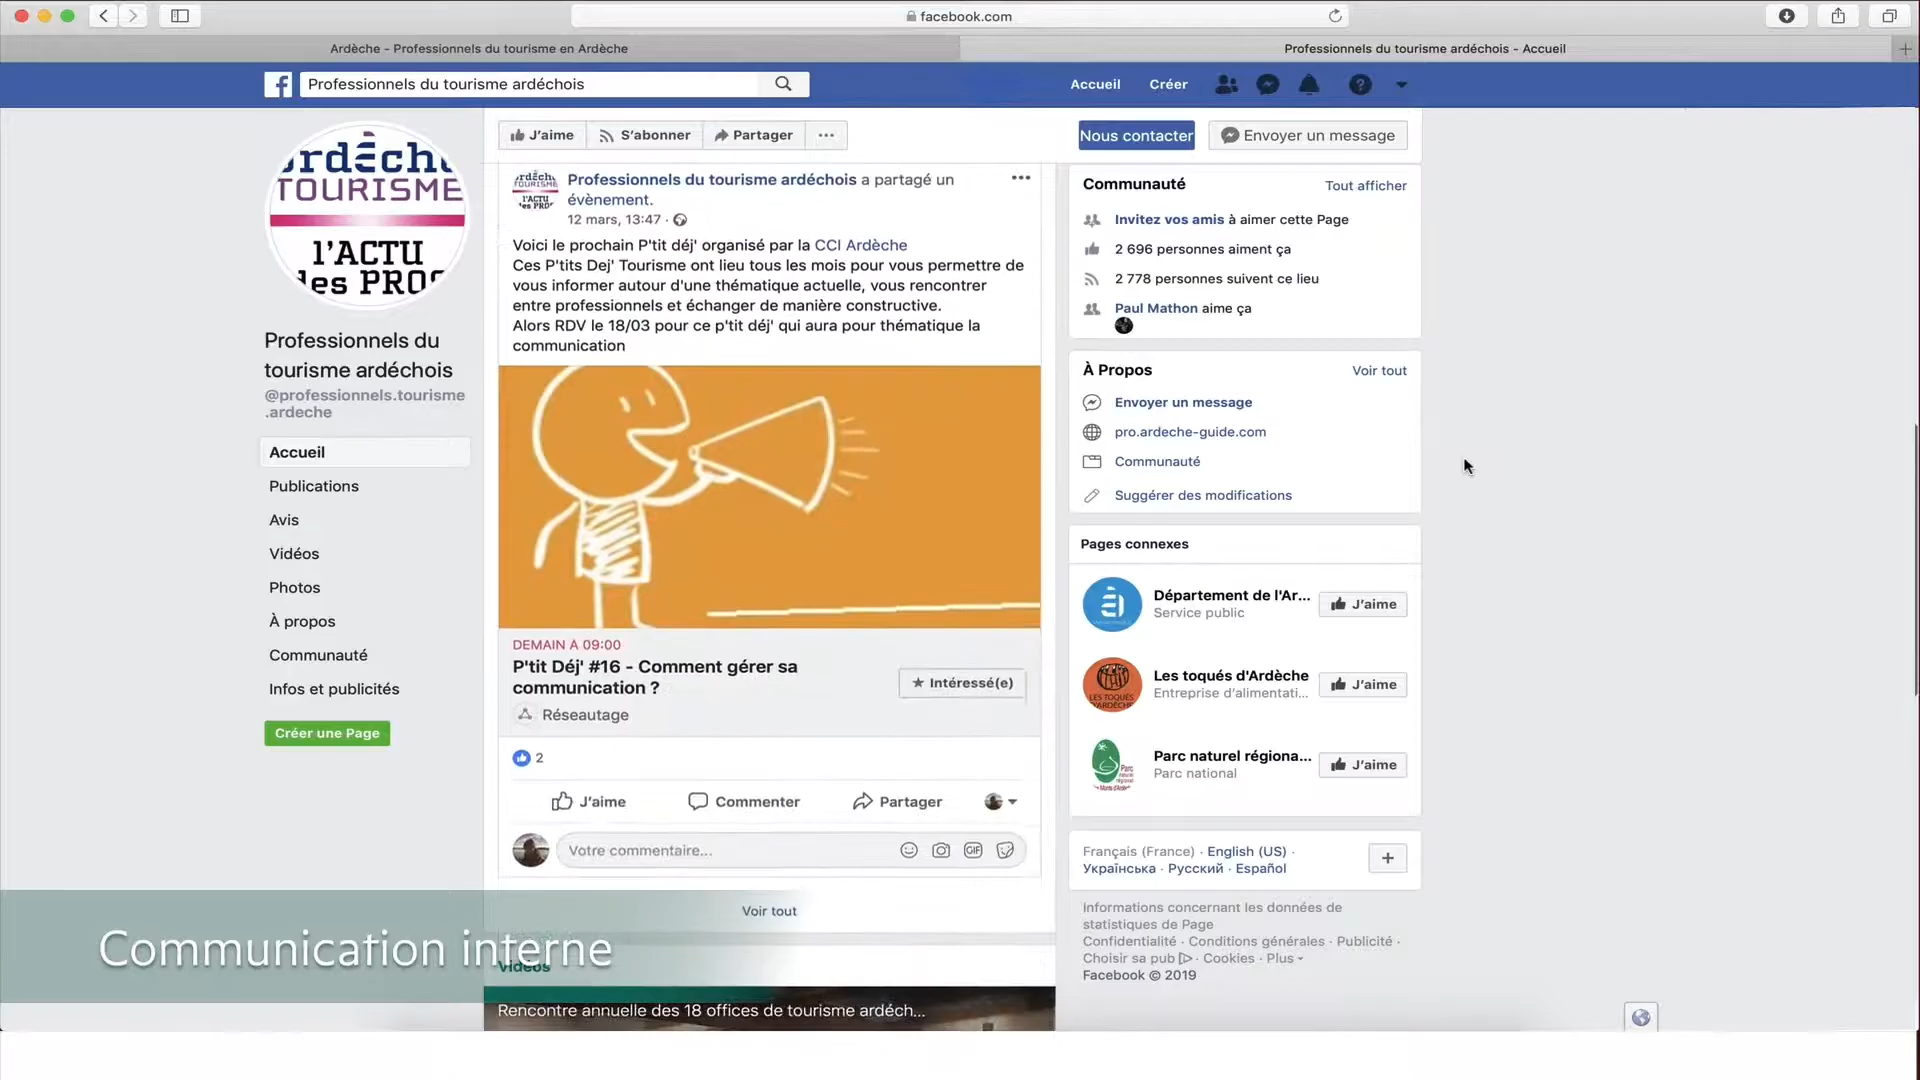 facebook.com
Ardèche - Professionnels du tourisme en Ardèche
Professionnels du tourisme ardéchois - Accueil
Professionnels du tourisme ardéchois
Accueil
Créer
ardèche
TOURISME
l'ACTU
des PROS
Professionnels du
tourisme ardéchois
@professionnels.tourisme
.ardeche
Accueil
Publications
Avis
Vidéos
Photos
À propos
Communauté
Infos et publicités
Créer une Page
J'aime
S'abonner
Partager
Nous contacter
Envoyer un message
Professionnels du tourisme ardéchois a partagé un
évènement.
12 mars, 13:47 ·
Voici le prochain P'tit déj' organisé par la CCI Ardèche
Ces P'tits Dej' Tourisme ont lieu tous les mois pour vous permettre de
vous informer autour d'une thématique actuelle, vous rencontrer
entre professionnels et échanger de manière constructive.
Alors RDV le 18/03 pour ce p'tit déj' qui aura pour thématique la
communication
DEMAIN À 09:00
P'tit Déj' #16 - Comment gérer sa
communication ?
Intéressé(e)
Réseautage
2
J'aime
Commenter
Partager
Votre commentaire...
GIF
Voir tout
Vidéos
Rencontre annuelle des 18 offices de tourisme ardéch...
Communauté
Tout afficher
Invitez vos amis à aimer cette Page
2 696 personnes aiment ça
2 778 personnes suivent ce lieu
Paul Mathon aime ça
À Propos
Voir tout
Envoyer un message
pro.ardeche-guide.com
Communauté
Suggérer des modifications
Pages connexes
Département de l'Ar...
Service public
J'aime
LES TOQUÉS
D'ARDÈCHE
Les toqués d'Ardèche
Entreprise d'alimentati...
J'aime
Parc
Parc naturel régiona...
Parc national
J'aime
Français (France) · English (US) ·
Українська · Русский · Español
Informations concernant les données de
statistiques de Page
Confidentialité · Conditions générales · Publicité ·
Choisir sa pub · Cookies · Plus
Facebook © 2019
Communication interne